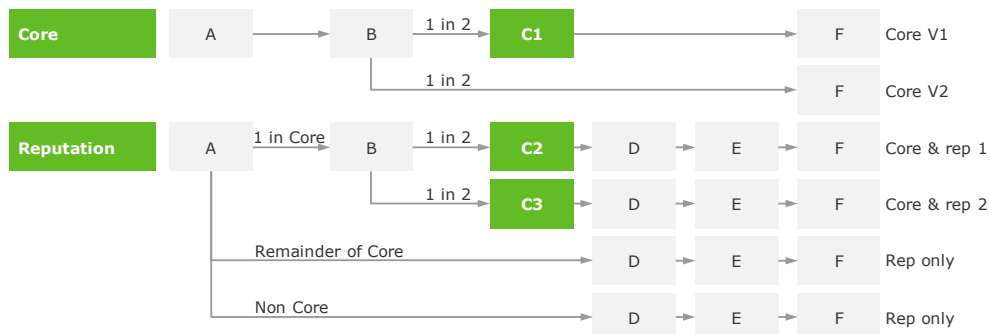 Core A B 1 in 2 C1 F Core V1
1 in 2 F Core V2
Reputation A 1 in Core B 1 in 2 C2 D E F Core & rep 1
1 in 2 C3 D E F Core & rep 2
Remainder of Core D E F Rep only
Non Core D E F Rep only